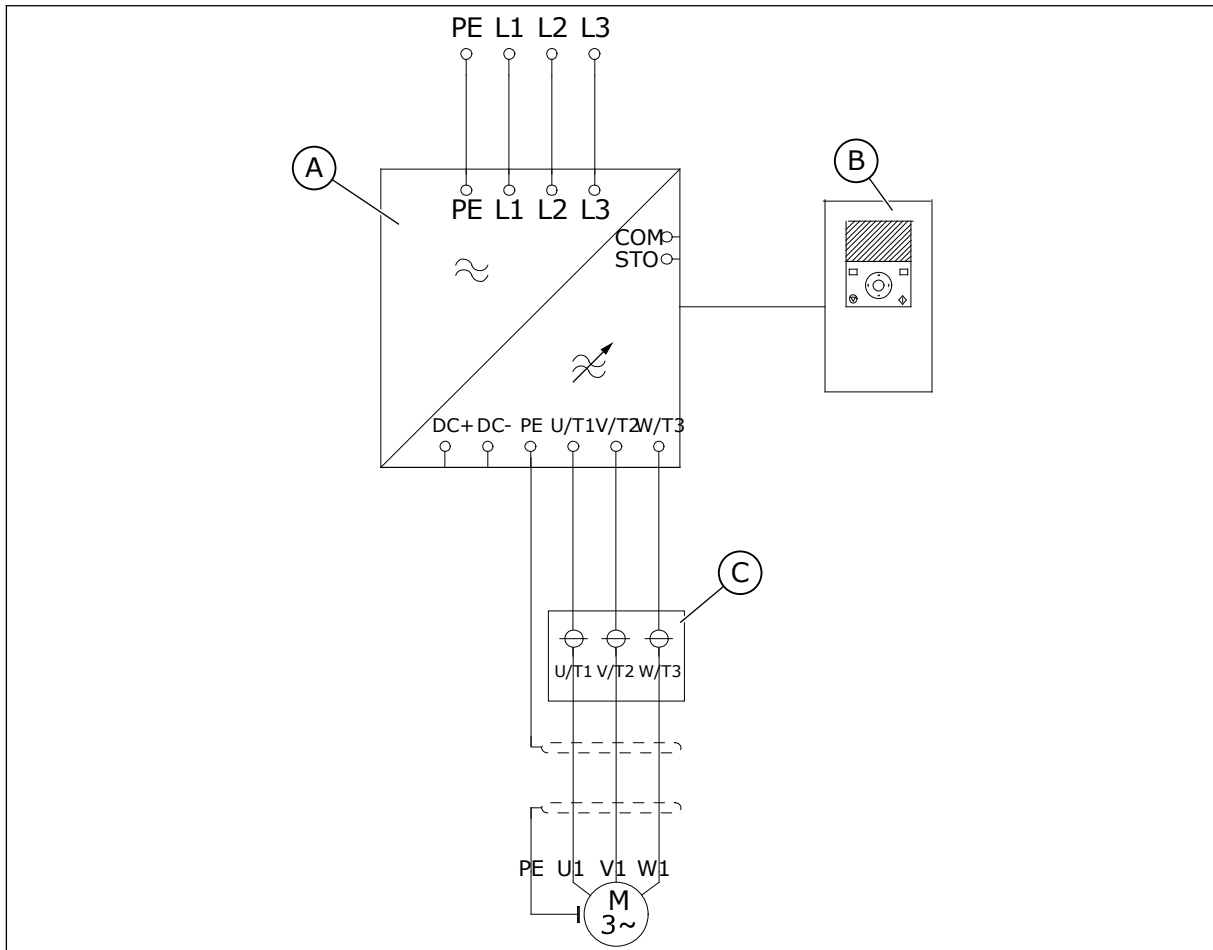 PE L1 L2 L3
A
B
PE L1 L2 L3
COM
STO
DC+ DC- PE U/T1 V/T2 W/T3
C
U/T1 V/T2 W/T3
PE U1 V1 W1
M
3~